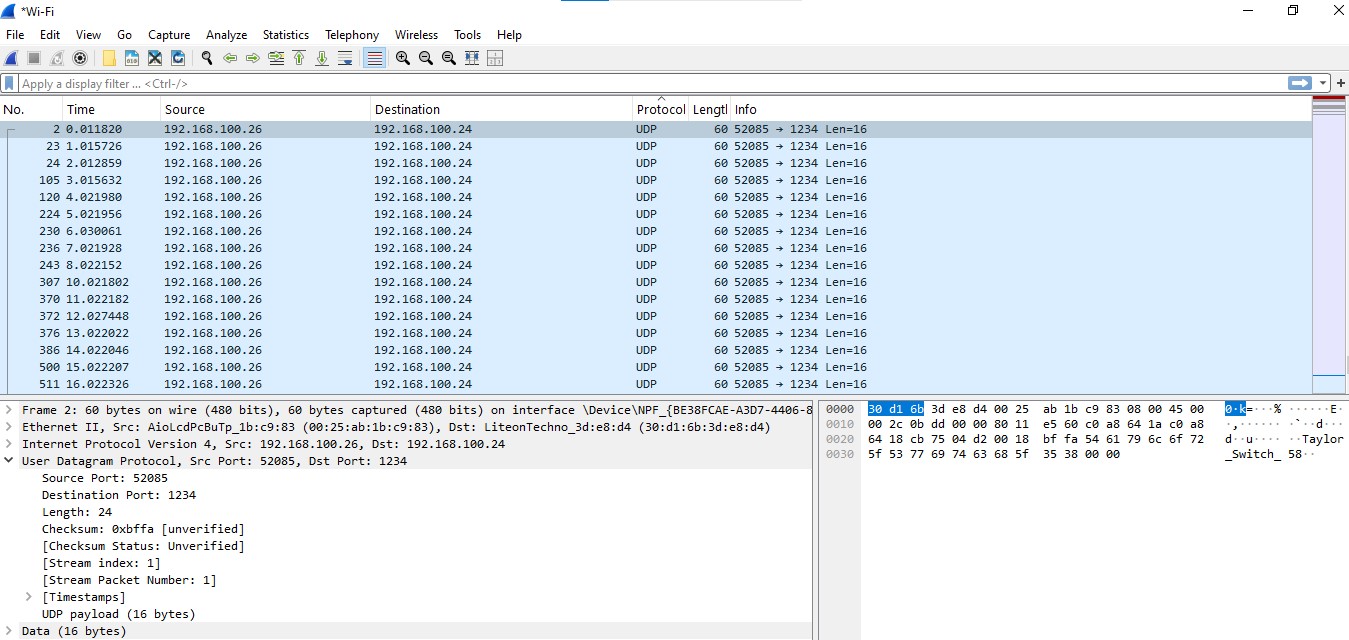 *Wi-Fi
File Edit View Go Capture Analyze Statistics Telephony Wireless Tools Help
Apply a display filter ... <Ctrl-/>
No. Time Source Destination Protocol Lengtl Info
2 0.011820 192.168.100.26 192.168.100.24 UDP 60 52085 → 1234 Len=16
23 1.015726 192.168.100.26 192.168.100.24 UDP 60 52085 → 1234 Len=16
24 2.012859 192.168.100.26 192.168.100.24 UDP 60 52085 → 1234 Len=16
105 3.015632 192.168.100.26 192.168.100.24 UDP 60 52085 → 1234 Len=16
120 4.021980 192.168.100.26 192.168.100.24 UDP 60 52085 → 1234 Len=16
224 5.021956 192.168.100.26 192.168.100.24 UDP 60 52085 → 1234 Len=16
230 6.030061 192.168.100.26 192.168.100.24 UDP 60 52085 → 1234 Len=16
236 7.021928 192.168.100.26 192.168.100.24 UDP 60 52085 → 1234 Len=16
243 8.022152 192.168.100.26 192.168.100.24 UDP 60 52085 → 1234 Len=16
307 10.021802 192.168.100.26 192.168.100.24 UDP 60 52085 → 1234 Len=16
370 11.022182 192.168.100.26 192.168.100.24 UDP 60 52085 → 1234 Len=16
372 12.027448 192.168.100.26 192.168.100.24 UDP 60 52085 → 1234 Len=16
376 13.022022 192.168.100.26 192.168.100.24 UDP 60 52085 → 1234 Len=16
386 14.022046 192.168.100.26 192.168.100.24 UDP 60 52085 → 1234 Len=16
500 15.022207 192.168.100.26 192.168.100.24 UDP 60 52085 → 1234 Len=16
511 16.022326 192.168.100.26 192.168.100.24 UDP 60 52085 → 1234 Len=16
Frame 2: 60 bytes on wire (480 bits), 60 bytes captured (480 bits) on interface \Device\NPF_{BE38FCAE-A3D7-4406-8
Ethernet II, Src: AioLcdPcBuTp_1b:c9:83 (00:25:ab:1b:c9:83), Dst: LiteonTechno_3d:e8:d4 (30:d1:6b:3d:e8:d4)
Internet Protocol Version 4, Src: 192.168.100.26, Dst: 192.168.100.24
User Datagram Protocol, Src Port: 52085, Dst Port: 1234
Source Port: 52085
Destination Port: 1234
Length: 24
Checksum: 0xbffa [unverified]
[Checksum Status: Unverified]
[Stream index: 1]
[Stream Packet Number: 1]
[Timestamps]
UDP payload (16 bytes)
Data (16 bytes)
0000 30 d1 6b 3d e8 d4 00 25 ab 1b c9 83 08 00 45 00 0·k=···% ······E·
0010 00 2c 0b dd 00 00 80 11 e5 60 c0 a8 64 1a c0 a8 ·,······ ·`··d···
0020 64 18 cb 75 04 d2 00 18 bf fa 54 61 79 6c 6f 72 d··u···· ··Taylor
0030 5f 53 77 69 74 63 68 5f 35 38 00 00 _Switch_ 58··